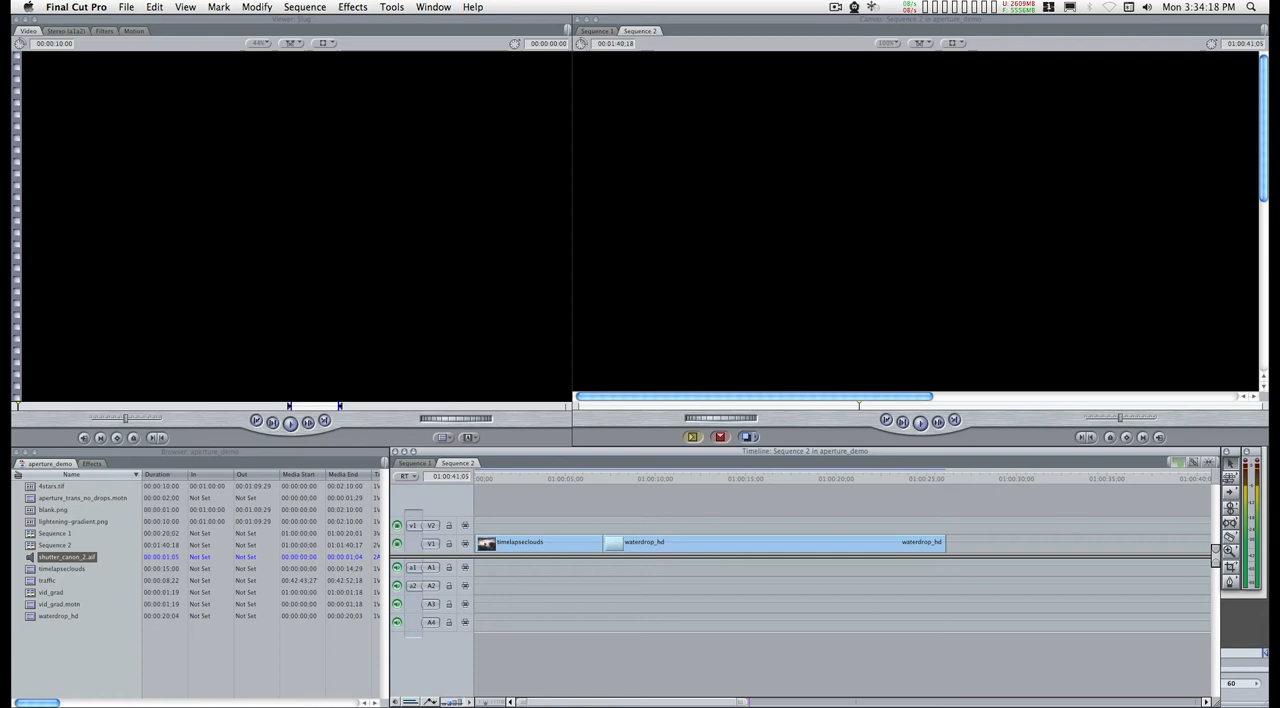 Final Cut Pro File Edit View Mark Modify Sequence Effects Tools Window Help Mon 3:34:18 PM
Viewer: Slug
Canvas: Sequence 2 in aperture_demo
Video Stereo (a1a2) Filters Motion
Sequence 1 Sequence 2
00:00:10:00 44% 00:00:00:00
00:01:40;18 100% 01:00:41;05
Browser: aperture_demo
Timeline: Sequence 2 in aperture_demo
aperture_demo Effects
Sequence 1 Sequence 2
Name Duration In Out Media Start Media End
RT 01:00:41;05 01:00:05;00 01:00:10;00 01:00:15;00 01:00:20;00 01:00:25;00 01:00:30;00 01:00:35;00
4stars.tif 00:00:10:00 00:01:00:00 00:01:09:29 00:00:00:00 00:02:10:00
aperture_trans_no_drops.motn 00:00:02;00 Not Set Not Set 00:00:00;00 00:00:01;29
blank.png 00:00:01:00 Not Set Not Set
lightening-gradient.png 00:00:10:00 00:01:00:00 00:01:09:29 00:00:00:00 00:02:10:00
Sequence 1 00:00:20;02 Not Set Not Set 01:00:00;00 01:00:20;01
Sequence 2 00:01:40;18 Not Set Not Set 01:00:00;00 01:01:40;17
shutter_canon_2.aif 00:00:01;05 Not Set Not Set 00:00:00;00 00:00:01;04
timelapseclouds 00:00:15:00 Not Set Not Set 00:00:00:00 00:00:14;29
traffic 00:00:08;22 Not Set Not Set 00:42:43;27 00:42:52;18
vid_grad 00:00:01;19 Not Set Not Set 01:00:00;00 00:00:01;18
vid_grad.motn 00:00:01;19 Not Set Not Set 00:00:00;00 00:00:01;18
waterdrop_hd 00:00:20;04 Not Set Not Set 00:00:00;00 00:00:20;03
v1 V2
V1 timelapseclouds waterdrop_hd waterdrop_hd
a1 A1
a2 A2
A3
A4
60